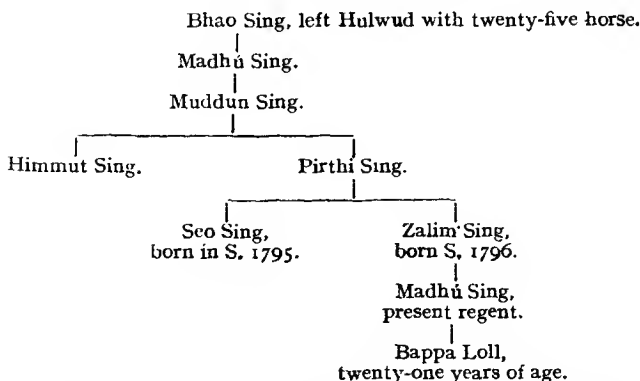 Bhao Sing, left Hulwud with twenty-five horse.
Madhú Sing.
Muddun Sing.
Himmut Sing.
Pirthi Sing.
Seo Sing,
born in S. 1795.
Zalim Sing,
born S. 1796.
Madhú Sing,
present regent.
Bappa Loll,
twenty-one years of age.